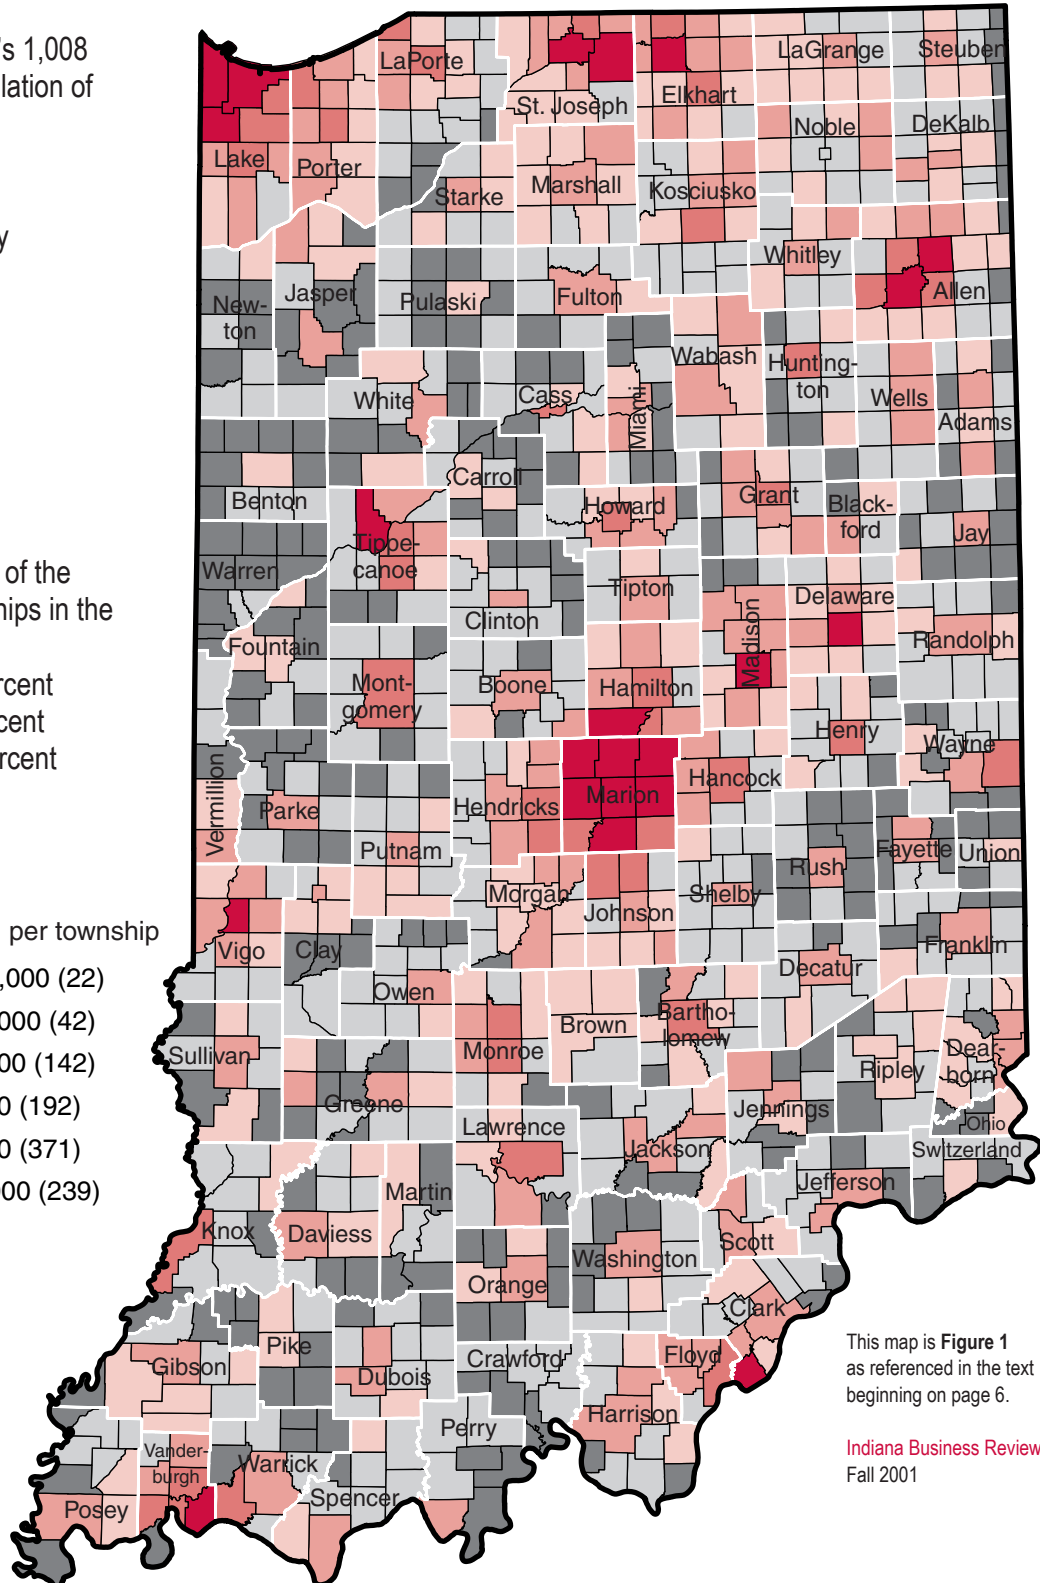 's 1,008
lation of
y
of the
hips in the
rcent
cent
rcent
per township
,000 (22)
000 (42)
00 (142)
0 (192)
0 (371)
00 (239)
LaPorte
St. Joseph
Elkhart
LaGrange
Steuben
Noble
DeKalb
Lake
Porter
Starke
Marshall
Kosciusko
Whitley
Allen
New-
ton
Jasper
Pulaski
Fulton
Wabash
Hunting-
ton
Wells
Adams
White
Cass
Miami
Carroll
Benton
Howard
Grant
Black-
ford
Jay
Warren
Tippe-
canoe
Clinton
Tipton
Madison
Delaware
Randolph
Fountain
Mont-
gomery
Boone
Hamilton
Henry
Wayne
Vermillion
Parke
Putnam
Hendricks
Marion
Hancock
Rush
Fayette
Union
Vigo
Clay
Morgan
Johnson
Shelby
Decatur
Franklin
Owen
Sullivan
Greene
Monroe
Brown
Bartho-
lomew
Jennings
Ripley
Dear-
born
Ohio
Switzerland
Lawrence
Jackson
Jefferson
Knox
Daviess
Martin
Orange
Washington
Scott
Clark
Gibson
Pike
Dubois
Crawford
Floyd
Harrison
Perry
Vander-
burgh
Warrick
Posey
Spencer
This map is Figure 1
as referenced in the text
beginning on page 6.
Indiana Business Review
Fall 2001